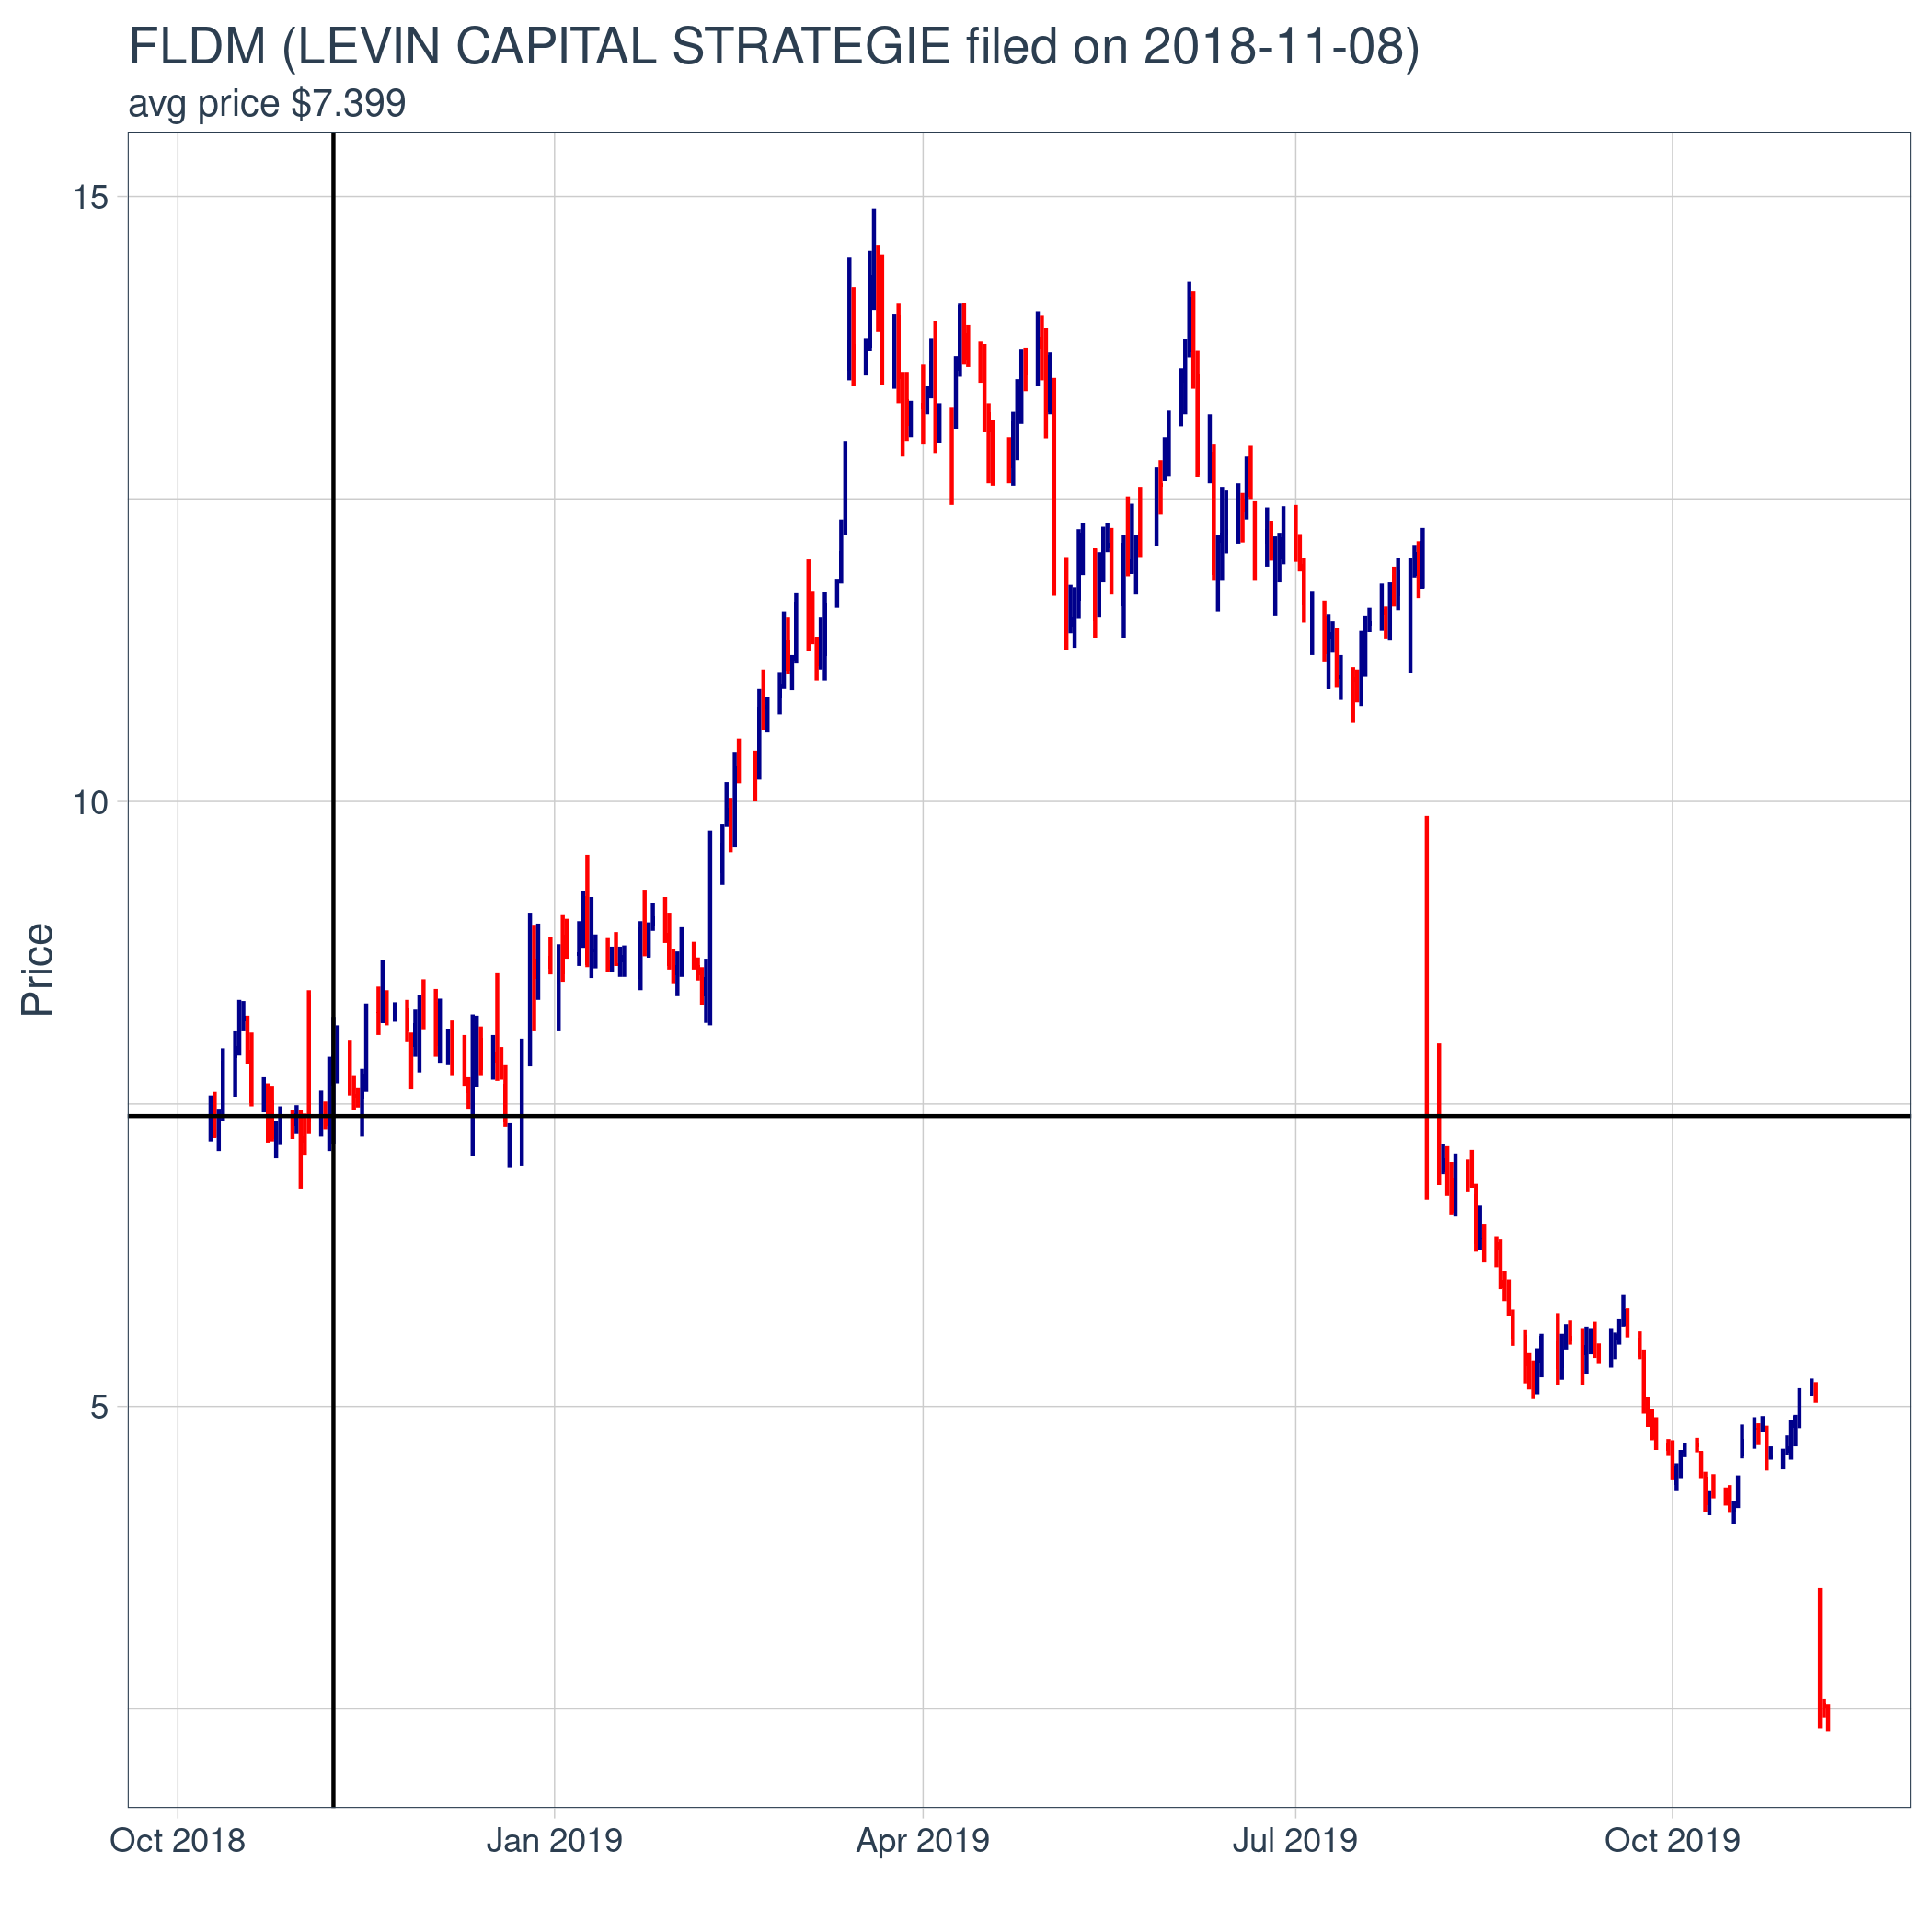 FLDM (LEVIN CAPITAL STRATEGIE filed on 2018-11-08)
avg price $7.399
15
10
5
Price
Oct 2018 Jan 2019 Apr 2019 Jul 2019 Oct 2019